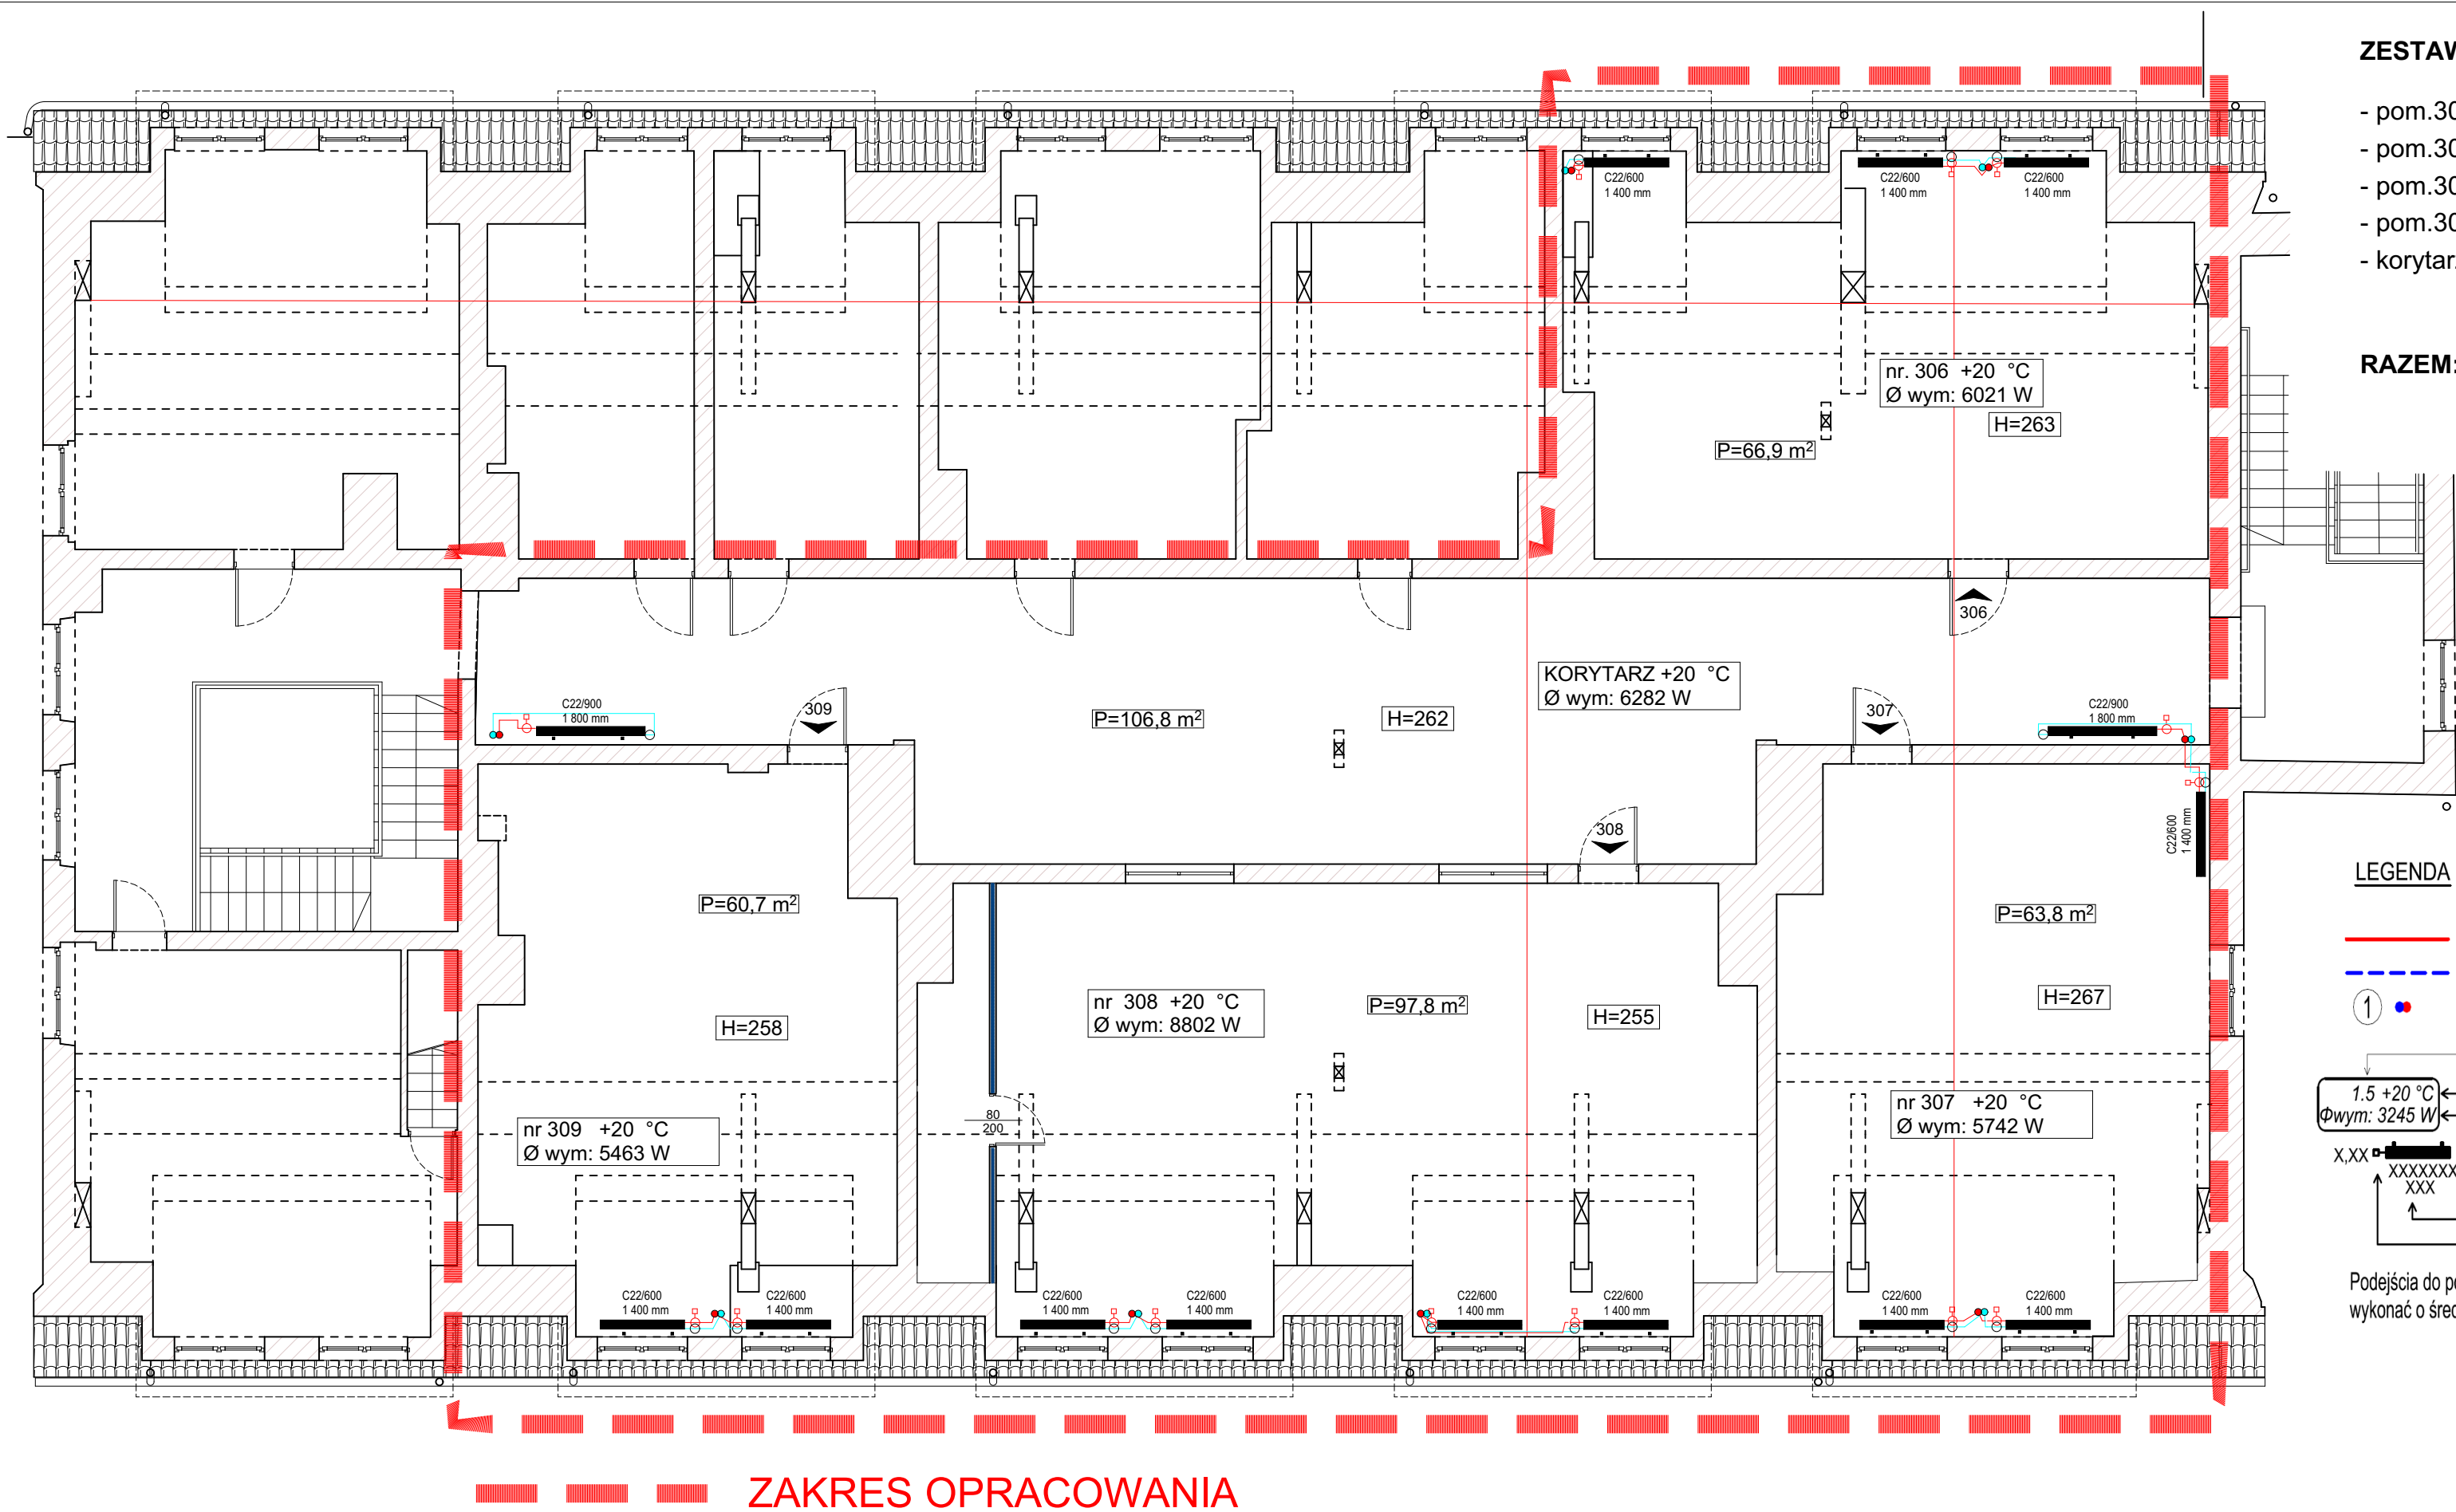 ZESTAW
- pom.30
- pom.30
- pom.30
- pom.30
- korytarz
RAZEM:
C22/600
1 400 mm
C22/600
1 400 mm
C22/600
1 400 mm
nr. 306 +20 °C
Ø wym: 6021 W
H=263
P=66,9 m²
306
KORYTARZ +20 °C
Ø wym: 6282 W
C22/900
1 800 mm
309
P=106,8 m²
H=262
307
C22/900
1 800 mm
C22/600
1 400 mm
308
P=60,7 m²
P=63,8 m²
H=258
nr 308 +20 °C
Ø wym: 8802 W
P=97,8 m²
H=255
H=267
80
200
nr 309 +20 °C
Ø wym: 5463 W
nr 307 +20 °C
Ø wym: 5742 W
C22/600
1 400 mm
C22/600
1 400 mm
C22/600
1 400 mm
C22/600
1 400 mm
C22/600
1 400 mm
C22/600
1 400 mm
C22/600
1 400 mm
C22/600
1 400 mm
LEGENDA
1
1.5 +20 °C
Φwym: 3245 W
X,XX
XXXXXXX
XXX
Podejścia do po
wykonać o śred
ZAKRES OPRACOWANIA